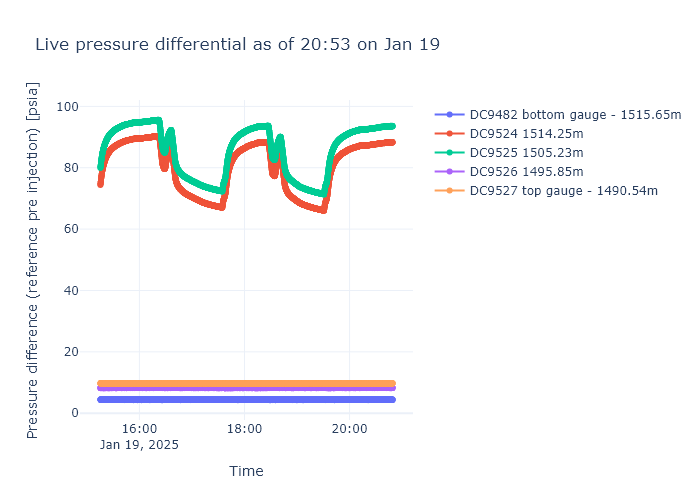 Live pressure differential as of 20:53 on Jan 19
Pressure difference (reference pre injection) [psia]
100
80
60
40
20
0
16:00
Jan 19, 2025
18:00
20:00
Time
DC9482 bottom gauge - 1515.65m
DC9524 1514.25m
DC9525 1505.23m
DC9526 1495.85m
DC9527 top gauge - 1490.54m